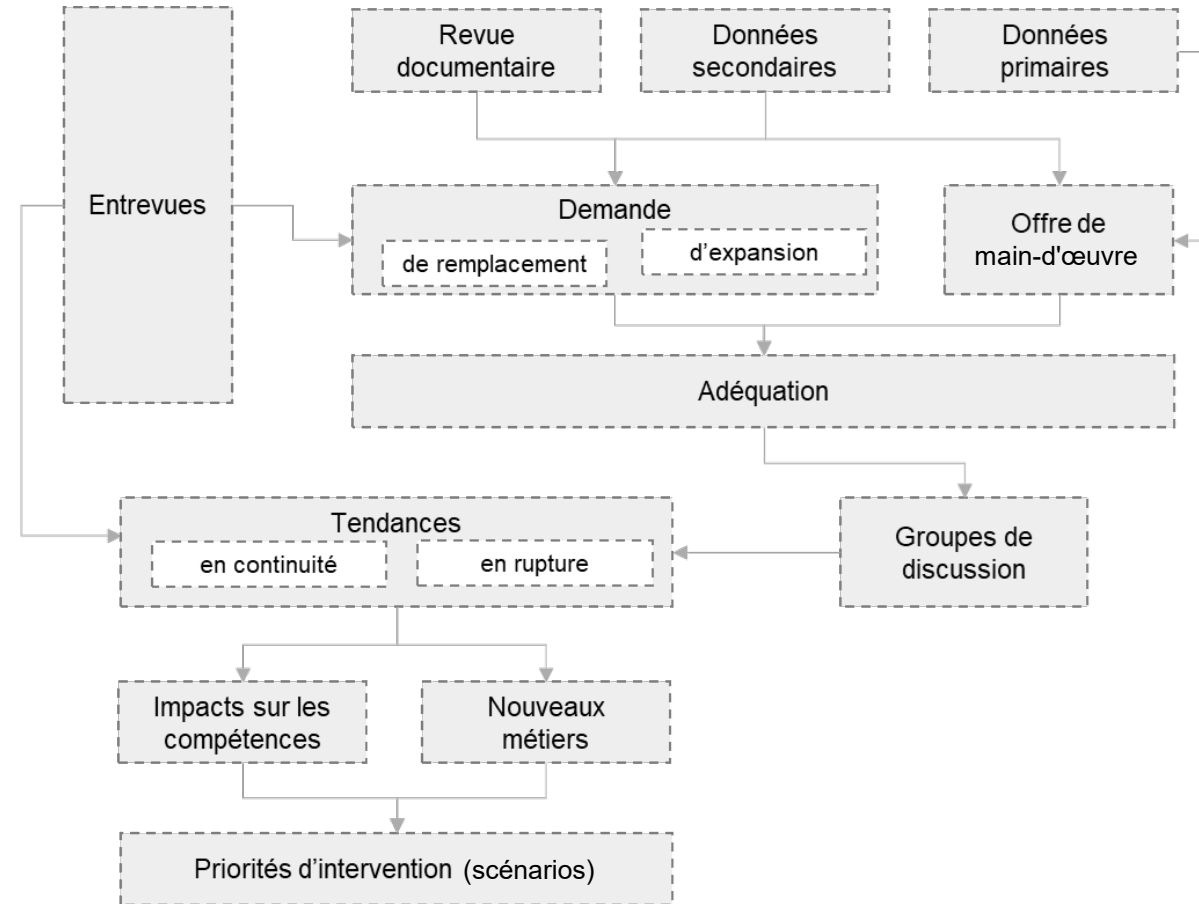 Revue
documentaire
Données
secondaires
Données
primaires
Entrevues
Demande
de remplacement
d’expansion
Offre de
main-d'œuvre
Adéquation
Tendances
en continuité
en rupture
Groupes de
discussion
Impacts sur les
compétences
Nouveaux
métiers
Priorités d’intervention (scénarios)